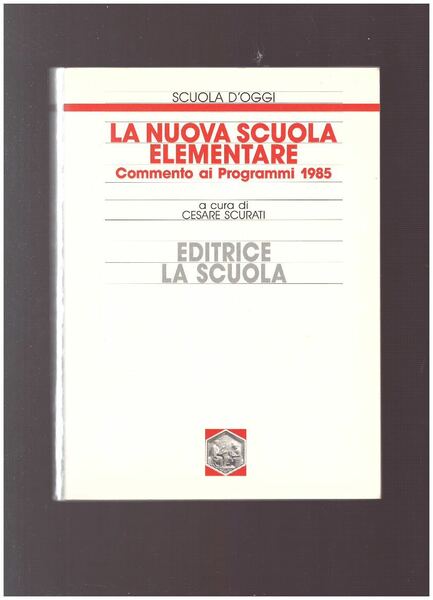 SCUOLA D'OGGI
LA NUOVA SCUOLA
ELEMENTARE
Commento ai Programmi 1985
a cura di
CESARE SCURATI
EDITRICE
LA SCUOLA